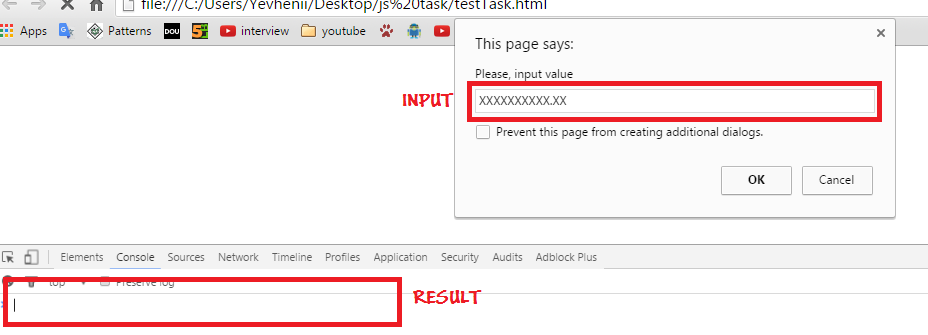 file:///C:/Users/Yevhenii/Desktop/js%20task/testTask.html
Apps Patterns DOU interview youtube
This page says:
Please, input value
INPUT
XXXXXXXXXX.XX
Prevent this page from creating additional dialogs.
OK Cancel
Elements Console Sources Network Timeline Profiles Application Security Audits Adblock Plus
top Preserve log
RESULT